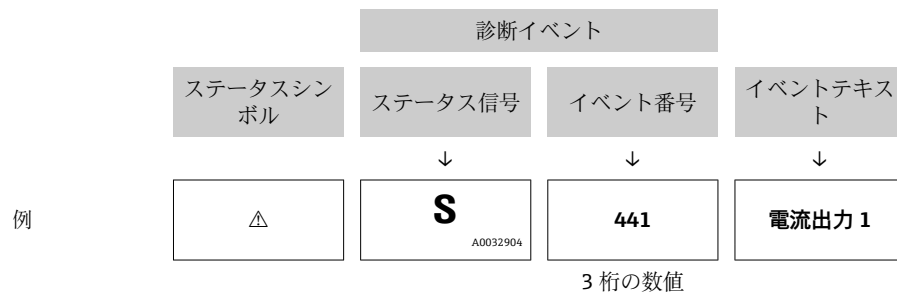 診断イベント
ステータスシン
ボル
ステータス信号
イベント番号
イベントテキス
ト
↓ ↓ ↓
例
⚠
S
A0032904
441
電流出力 1
3 桁の数値